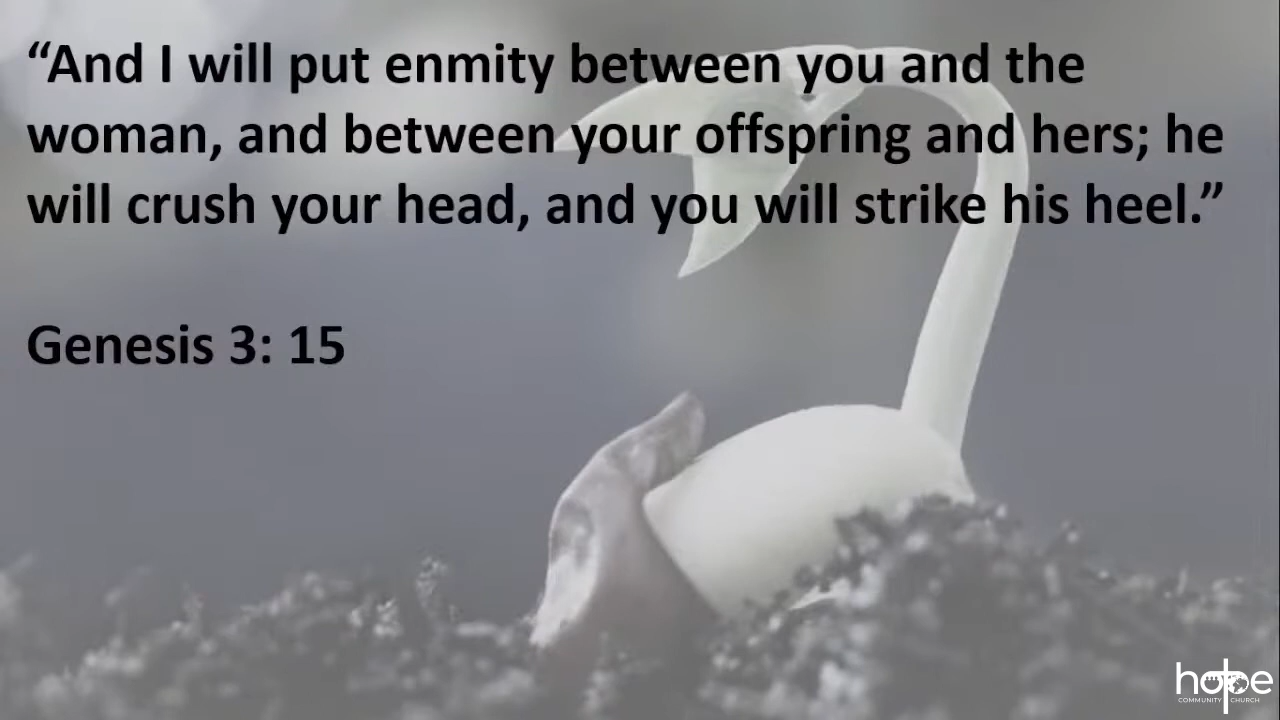 “And I will put enmity between you and the
woman, and between your offspring and hers; he
will crush your head, and you will strike his heel.”
Genesis 3: 15
hope
COMMUNITY CHURCH